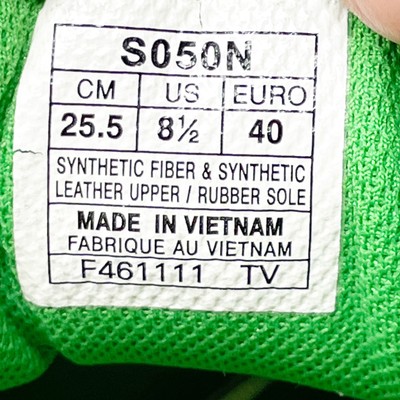 S050N
CM US EURO
25.5 8½ 40
SYNTHETIC FIBER & SYNTHETIC
LEATHER UPPER / RUBBER SOLE
MADE IN VIETNAM
FABRIQUE AU VIETNAM
F461111 TV